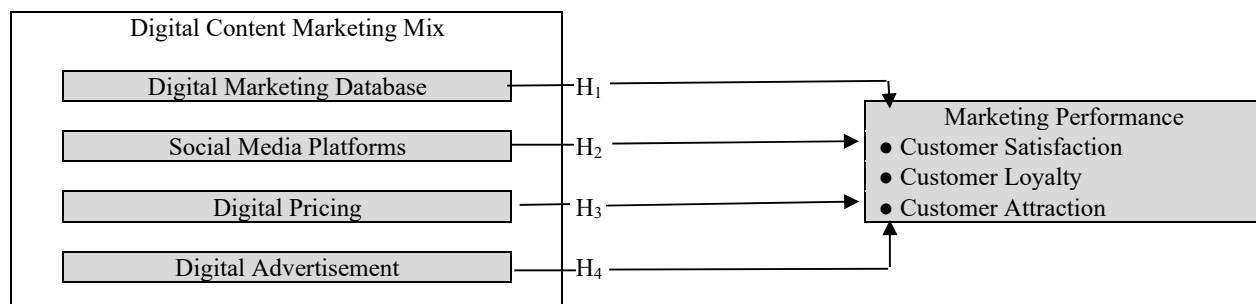 Digital Content Marketing Mix
Digital Marketing Database
H₁
Social Media Platforms
H₂
Digital Pricing
H₃
Digital Advertisement
H₄
Marketing Performance
● Customer Satisfaction
● Customer Loyalty
● Customer Attraction